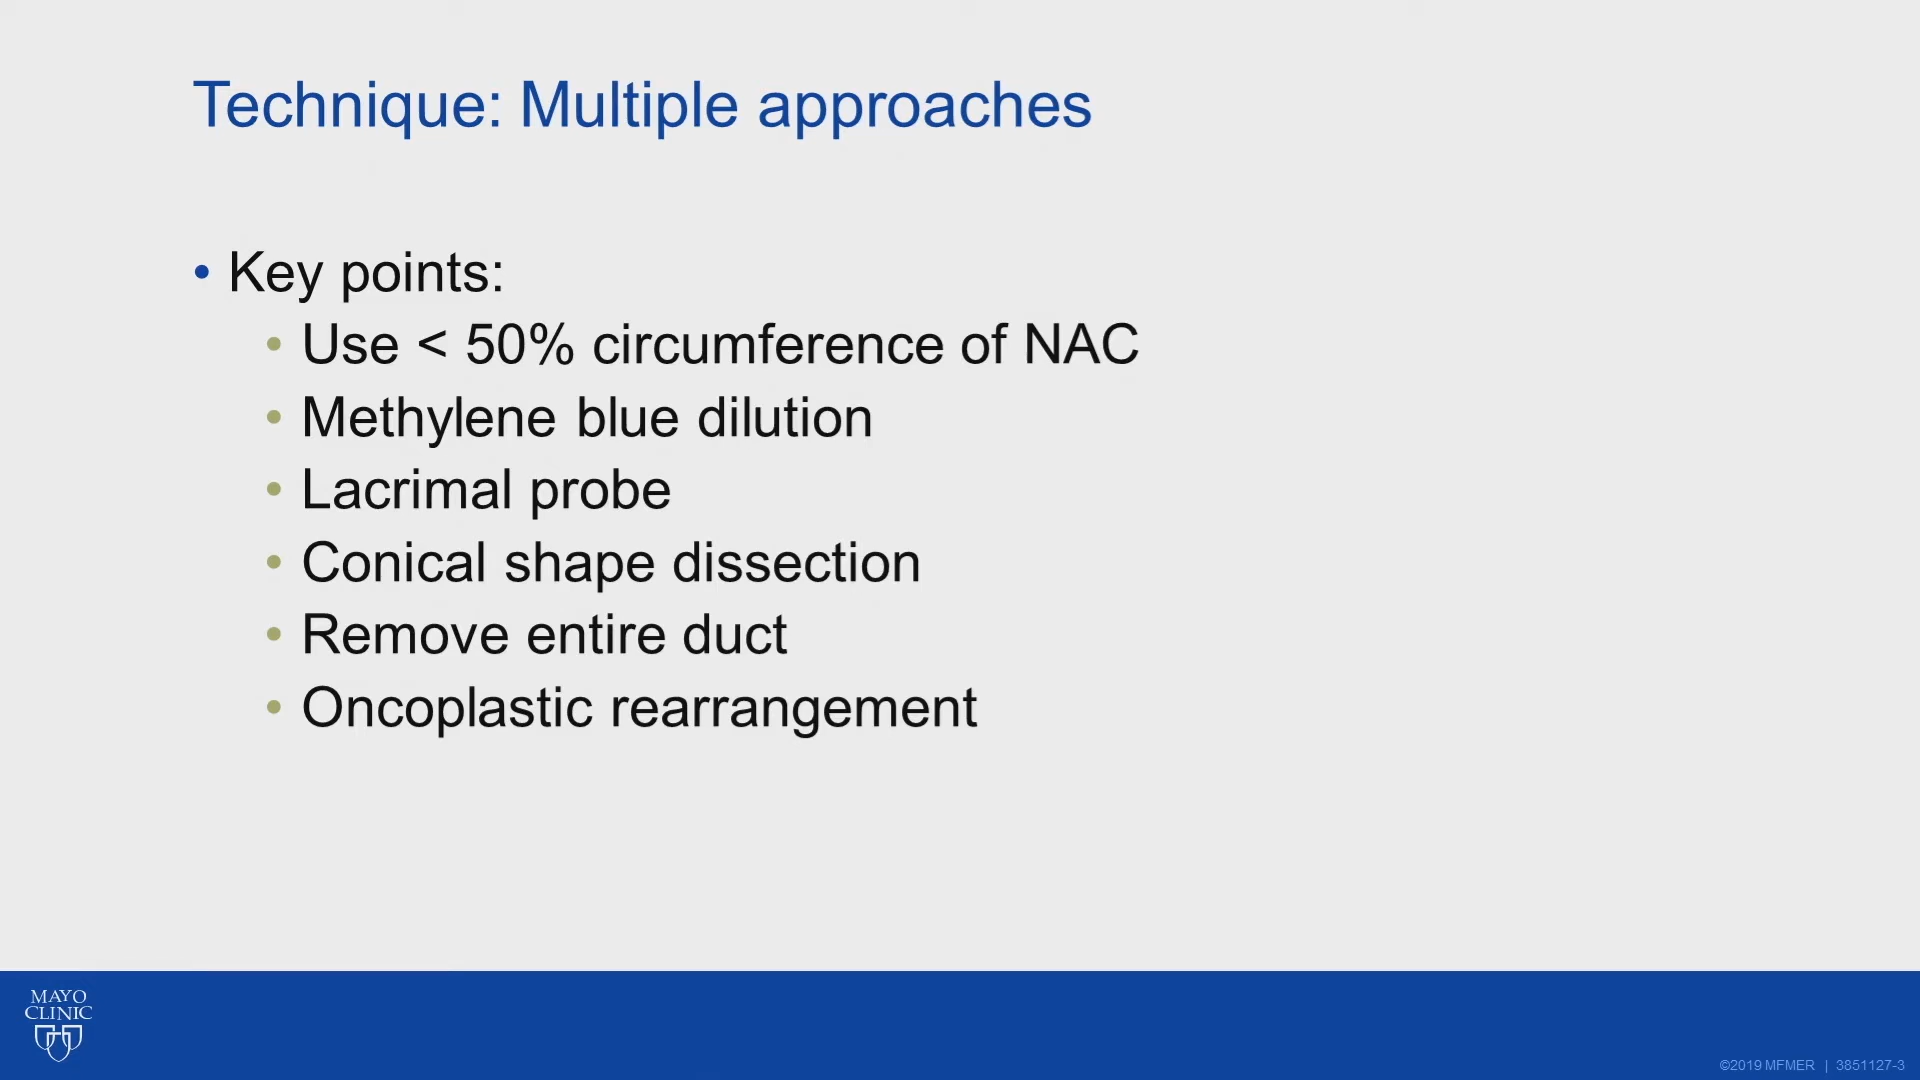 Technique: Multiple approaches
• Key points:
• Use < 50% circumference of NAC
• Methylene blue dilution
• Lacrimal probe
• Conical shape dissection
• Remove entire duct
• Oncoplastic rearrangement
MAYO
CLINIC
©2019 MFMER | 3851127-3